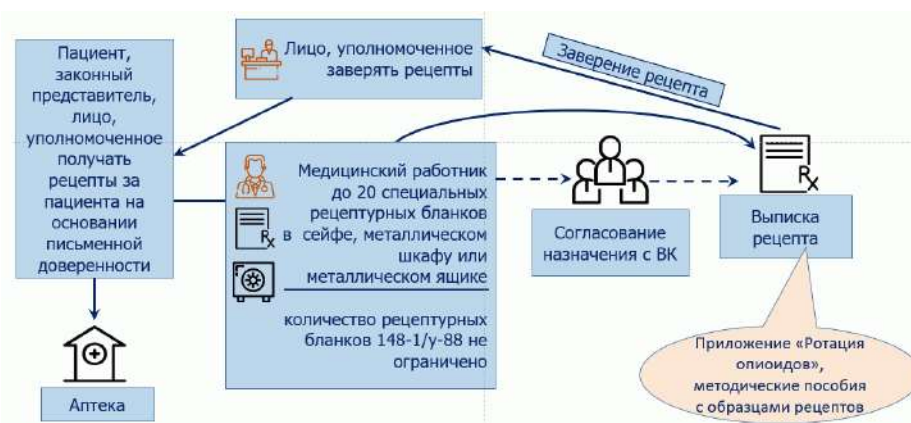 Пациент,
законный
представитель,
лицо,
уполномоченное
получать
рецепты за
пациента на
основании
письменной
доверенности
Аптека
Лицо, уполномоченное
заверять рецепты
Заверение рецепта
Медицинский работник
до 20 специальных
рецептурных бланков
в сейфе, металлическом
шкафу или
металлическом ящике
количество рецептурных
бланков 148-1/у-88 не
ограничено
Rx
Согласование
назначения с ВК
Rx
Выписка
рецепта
Приложение «Ротация
опиоидов»,
методические пособия
с образцами рецептов